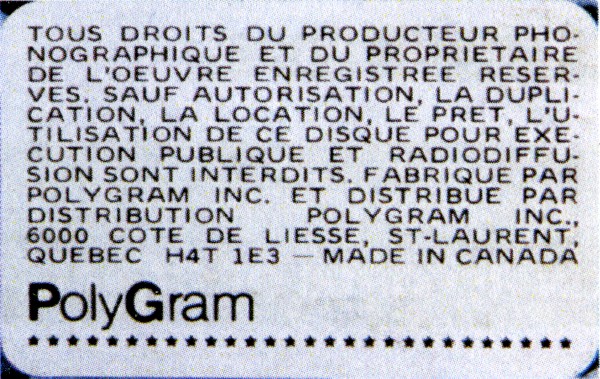 TOUS DROITS DU PRODUCTEUR PHO-
NOGRAPHIQUE ET DU PROPRIETAIRE
DE L'OEUVRE ENREGISTREE RESER-
VES. SAUF AUTORISATION, LA DUPLI-
CATION, LA LOCATION, LE PRET, L'U-
TILISATION DE CE DISQUE POUR EXE-
CUTION PUBLIQUE ET RADIODIFFU-
SION SONT INTERDITS. FABRIQUE PAR
POLYGRAM INC. ET DISTRIBUE PAR
DISTRIBUTION POLYGRAM INC.,
6000 COTE DE LIESSE, ST-LAURENT,
QUEBEC H4T 1E3 — MADE IN CANADA
PolyGram